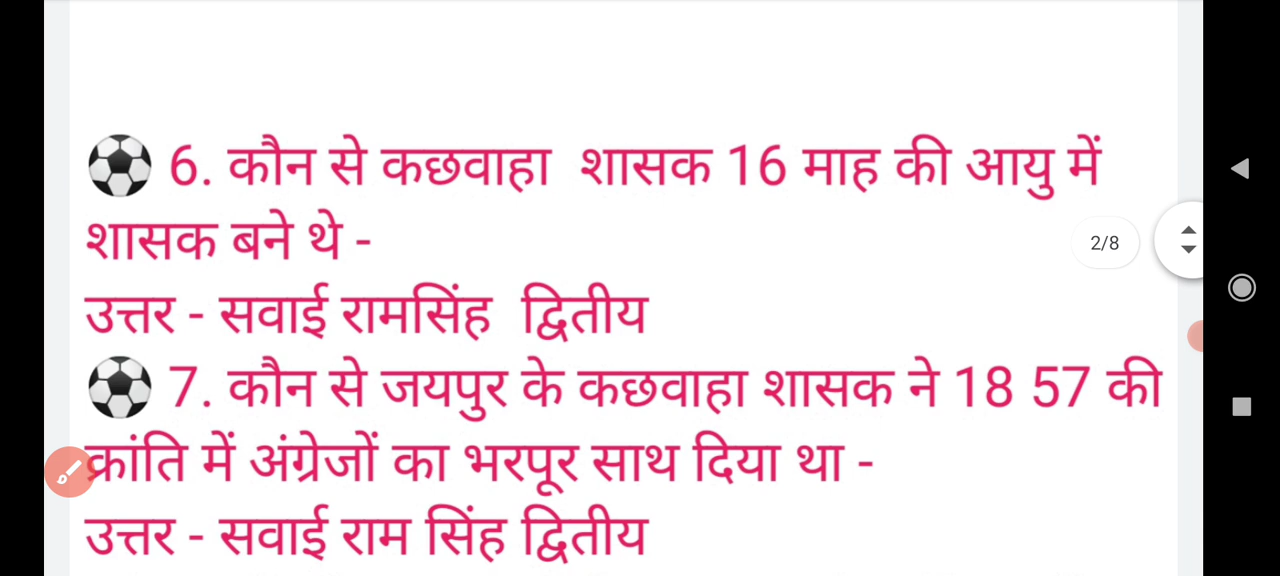 ⚽ 6. कौन से कछवाहा शासक 16 माह की आयु में
शासक बने थे -
2/8
उत्तर - सवाई रामसिंह द्वितीय
⚽ 7. कौन से जयपुर के कछवाहा शासक ने 18 57 की
क्रांति में अंग्रेजों का भरपूर साथ दिया था -
उत्तर - सवाई राम सिंह द्वितीय